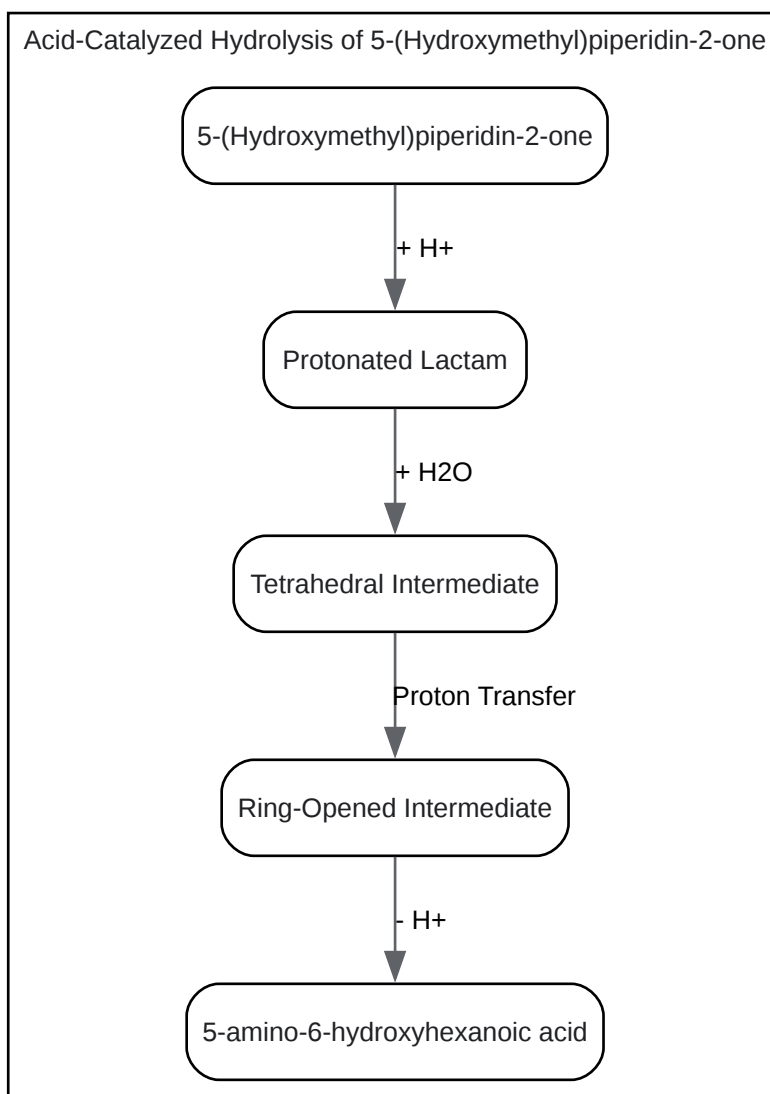 Acid-Catalyzed Hydrolysis of 5-(Hydroxymethyl)piperidin-2-one
5-(Hydroxymethyl)piperidin-2-one
+ H+
Protonated Lactam
+ H2O
Tetrahedral Intermediate
Proton Transfer
Ring-Opened Intermediate
- H+
5-amino-6-hydroxyhexanoic acid